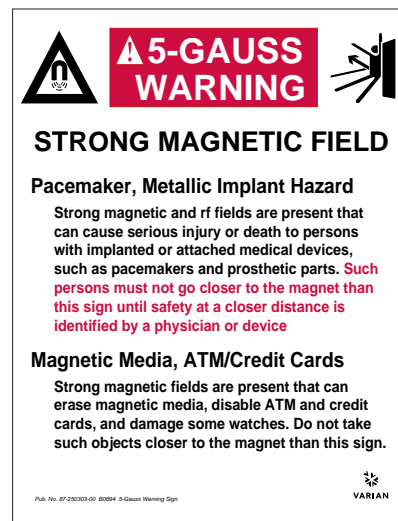 5-GAUSS
WARNING
STRONG MAGNETIC FIELD
Pacemaker, Metallic Implant Hazard
Strong magnetic and rf fields are present that
can cause serious injury or death to persons
with implanted or attached medical devices,
such as pacemakers and prosthetic parts. Such
persons must not go closer to the magnet than
this sign until safety at a closer distance is
identified by a physician or device
Magnetic Media, ATM/Credit Cards
Strong magnetic fields are present that can
erase magnetic media, disable ATM and credit
cards, and damage some watches. Do not take
such objects closer to the magnet than this sign.
Pub. No. 87-250303-00 B0694 5-Gauss Warning Sign
VARIAN